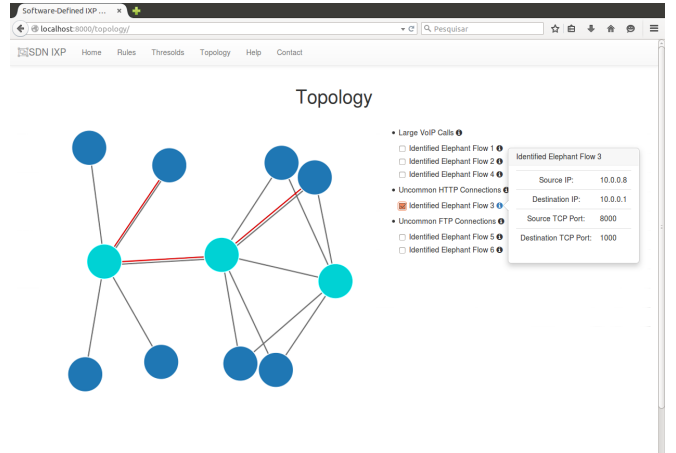 Software-Defined IXP ...
localhost:8000/topology/
Pesquisar
SDN IXP Home Rules Thresolds Topology Help Contact
Topology
Large VoIP Calls
Identified Elephant Flow 1
Identified Elephant Flow 2
Identified Elephant Flow 4
Uncommon HTTP Connections
Identified Elephant Flow 3
Uncommon FTP Connections
Identified Elephant Flow 5
Identified Elephant Flow 6
Identified Elephant Flow 3
Source IP: 10.0.0.8
Destination IP: 10.0.0.1
Source TCP Port: 8000
Destination TCP Port: 1000